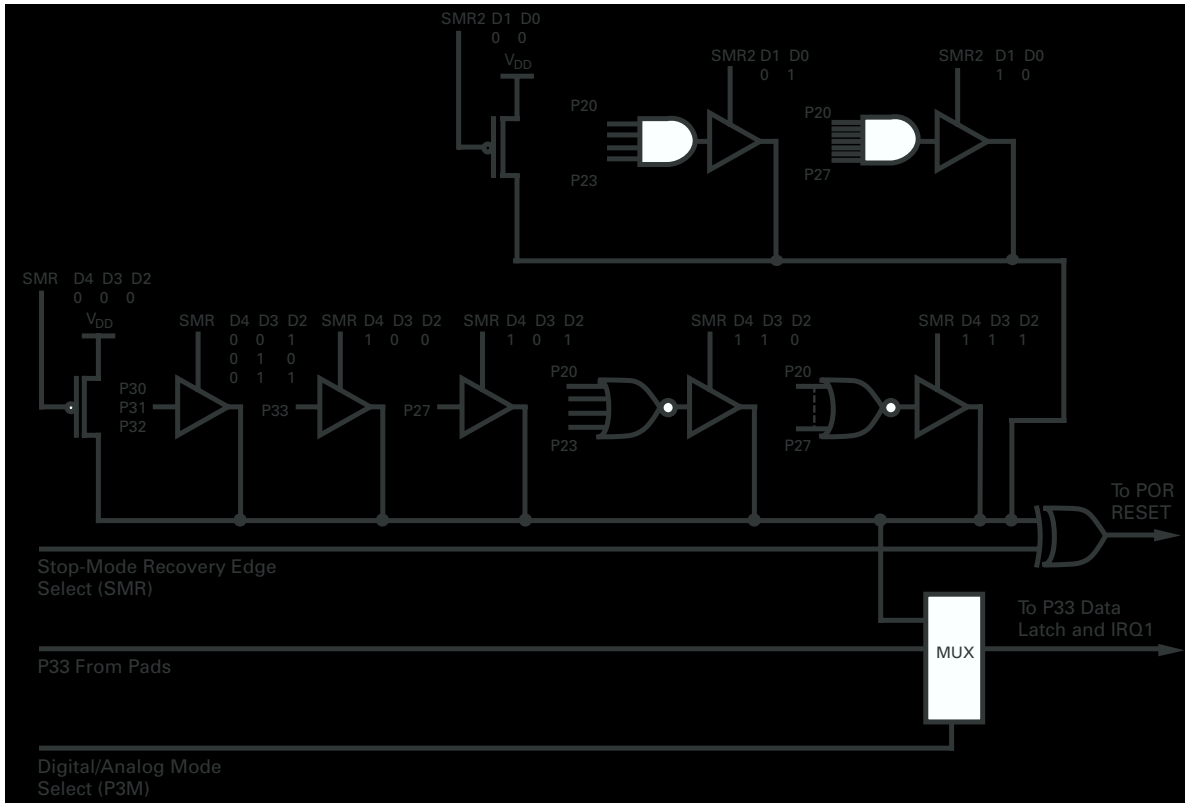 SMR2 D1 D0
0 0
VDD
SMR2 D1 D0
0 1
SMR2 D1 D0
1 0
P20
P23
P20
P27
SMR D4 D3 D2
0 0 0
VDD
SMR D4 D3 D2
0 0 1
0 1 0
0 1 1
SMR D4 D3 D2
1 0 0
SMR D4 D3 D2
1 0 1
SMR D4 D3 D2
1 1 0
SMR D4 D3 D2
1 1 1
P30
P31
P32
P33
P27
P20
P23
P20
P27
To POR
RESET
Stop-Mode Recovery Edge
Select (SMR)
To P33 Data
Latch and IRQ1
MUX
P33 From Pads
Digital/Analog Mode
Select (P3M)